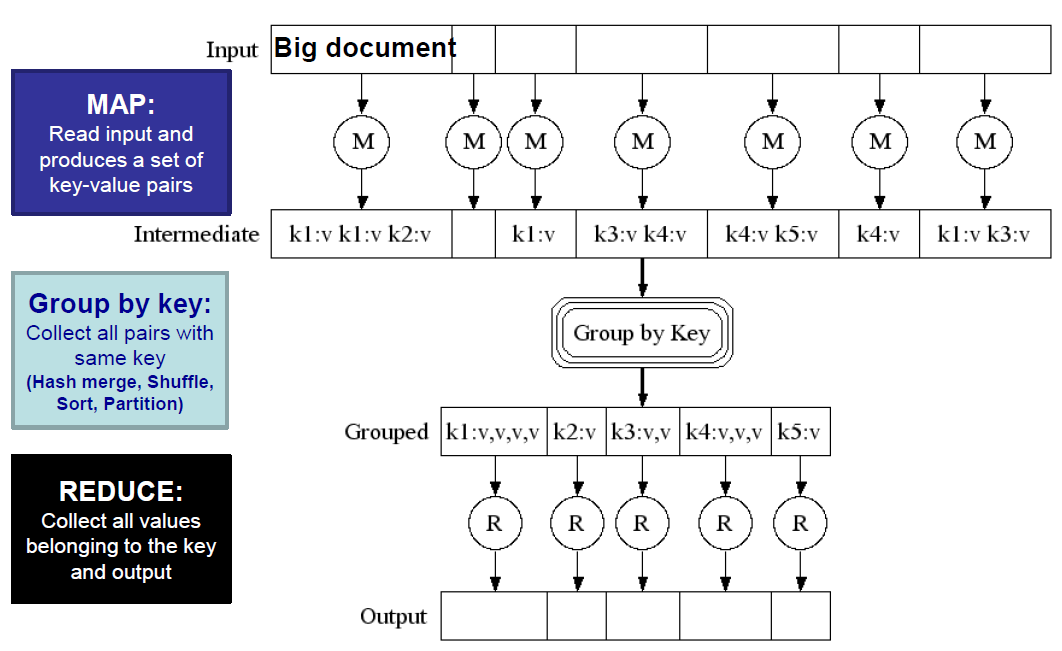 Input
Big document
MAP:
Read input and
produces a set of
key-value pairs
M M M M M M M
Intermediate
k1:v k1:v k2:v
k1:v
k3:v k4:v
k4:v k5:v
k4:v
k1:v k3:v
Group by key:
Collect all pairs with
same key
(Hash merge, Shuffle,
Sort, Partition)
Group by Key
Grouped
k1:v,v,v,v
k2:v
k3:v,v
k4:v,v,v
k5:v
REDUCE:
Collect all values
belonging to the key
and output
R R R R R
Output